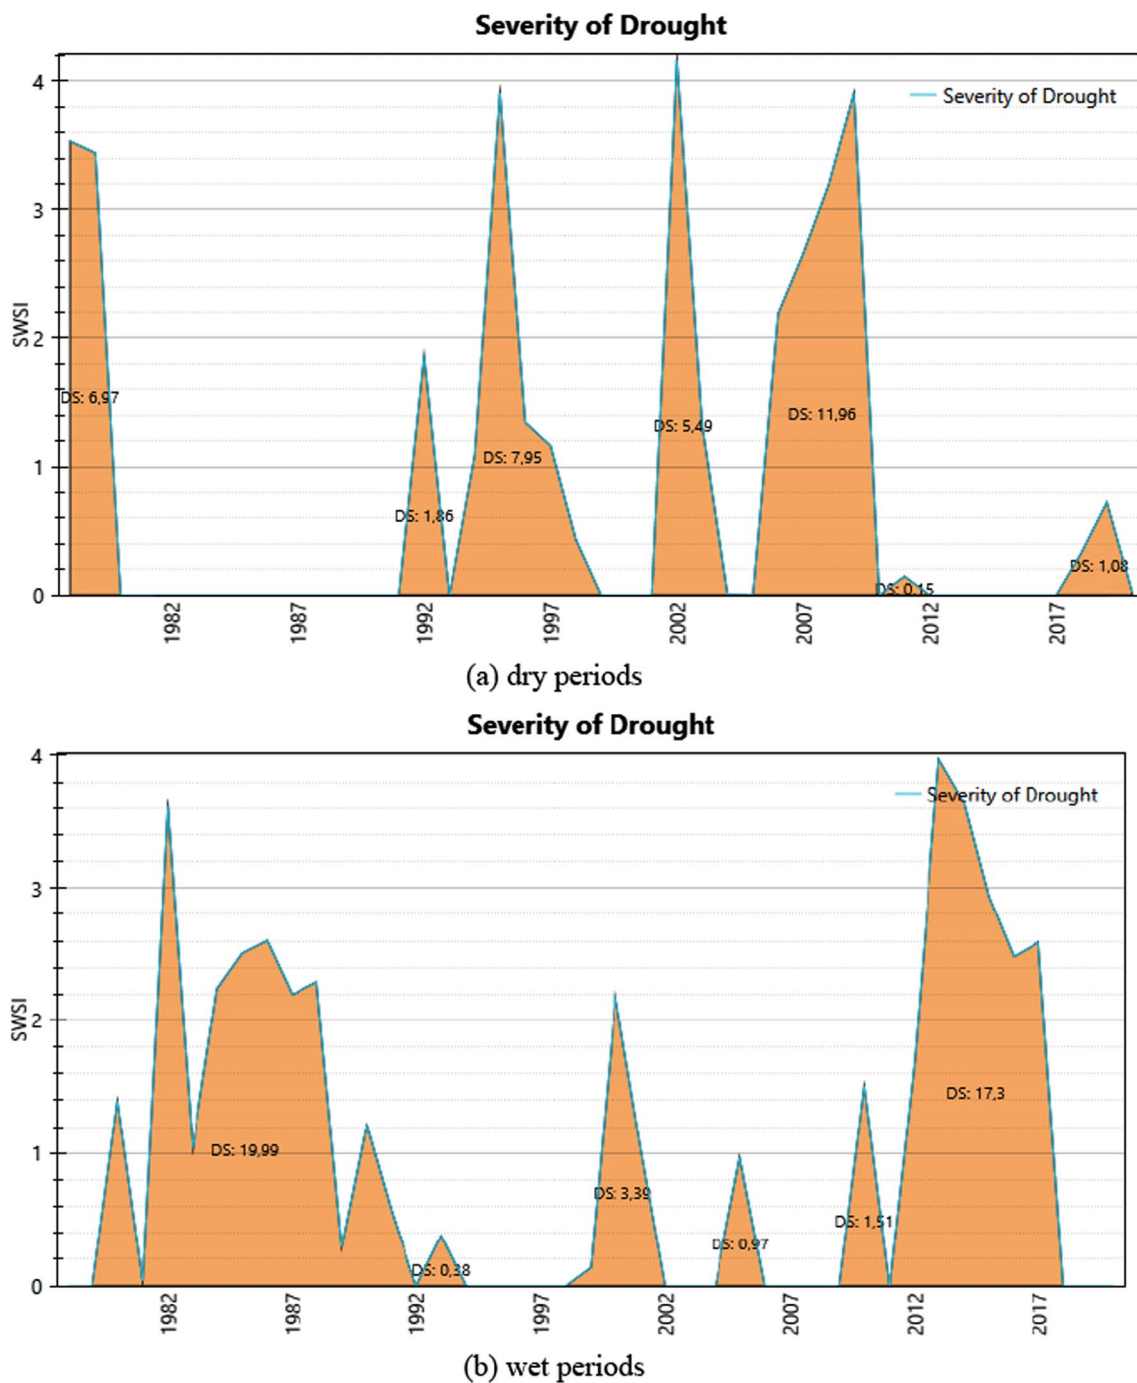 Severity of Drought
4
Severity of Drought
3
SWSI
2
DS: 6,97
DS: 5,49
DS: 11,96
1
DS: 7,95
DS: 1,86
DS: 1,08
DS: 0,15
0
1982
1987
1992
1997
2002
2007
2012
2017
(a) dry periods
Severity of Drought
4
Severity of Drought
3
SWSI
2
DS: 17,3
1
DS: 19,99
DS: 3,39
DS: 1,51
DS: 0,97
DS: 0,38
0
1982
1987
1992
1997
2002
2007
2012
2017
(b) wet periods